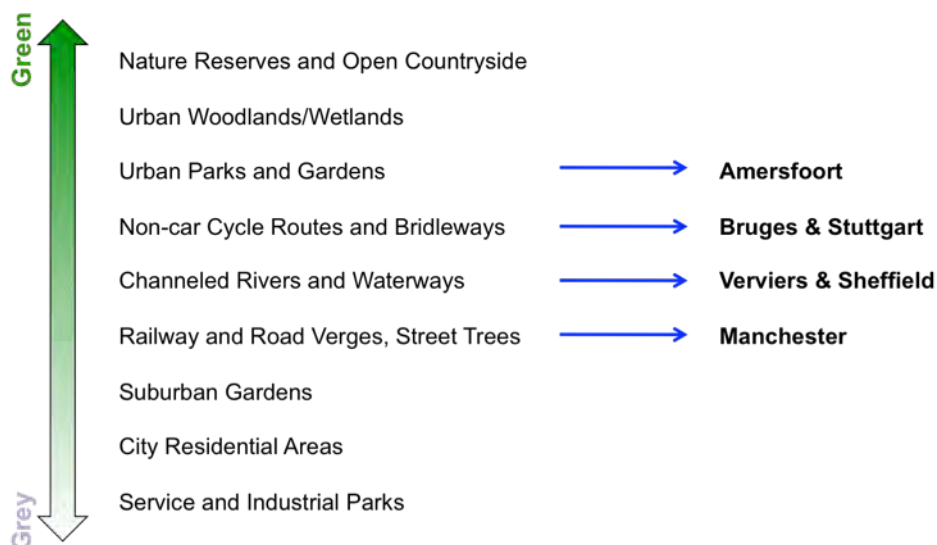 Green
Nature Reserves and Open Countryside
Urban Woodlands/Wetlands
Urban Parks and Gardens Amersfoort
Non-car Cycle Routes and Bridleways Bruges & Stuttgart
Channeled Rivers and Waterways Verviers & Sheffield
Railway and Road Verges, Street Trees Manchester
Suburban Gardens
City Residential Areas
Service and Industrial Parks
Grey